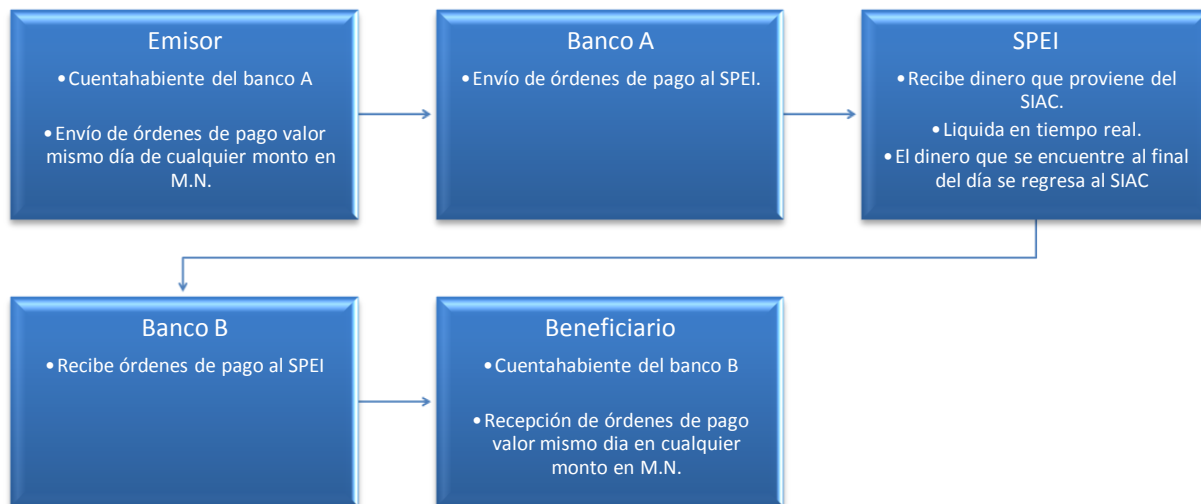 Emisor
•Cuentahabiente del banco A
•Envío de órdenes de pago valor
mismo día de cualquier monto en
M.N.
Banco A
•Envío de órdenes de pago al SPEI.
SPEI
•Recibe dinero que proviene del
SIAC.
•Liquida en tiempo real.
•El dinero que se encuentre al final
del día se regresa al SIAC
Banco B
•Recibe órdenes de pago al SPEI
Beneficiario
•Cuentahabiente del banco B
•Recepción de órdenes de pago
valor mismo dia en cualquier
monto en M.N.